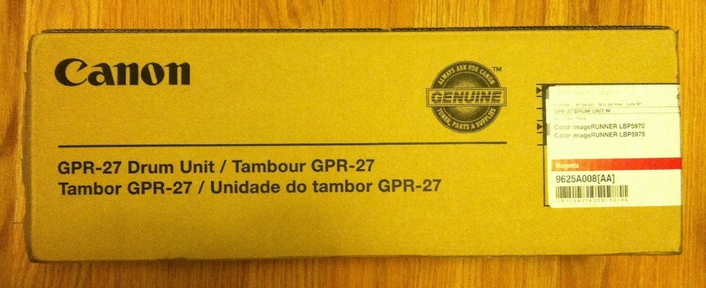 Canon
ALWAYS ASK FOR CANON
GENUINE
TONER, PARTS & SUPPLIES
TM
GPR-27 Drum Unit / Tambour GPR-27
Tambor GPR-27 / Unidade do tambor GPR-27
GPR-27 DRUM UNIT M
Color imageRUNNER LBP5970
Color imageRUNNER LBP5975
Magenta
9625A008[AA]